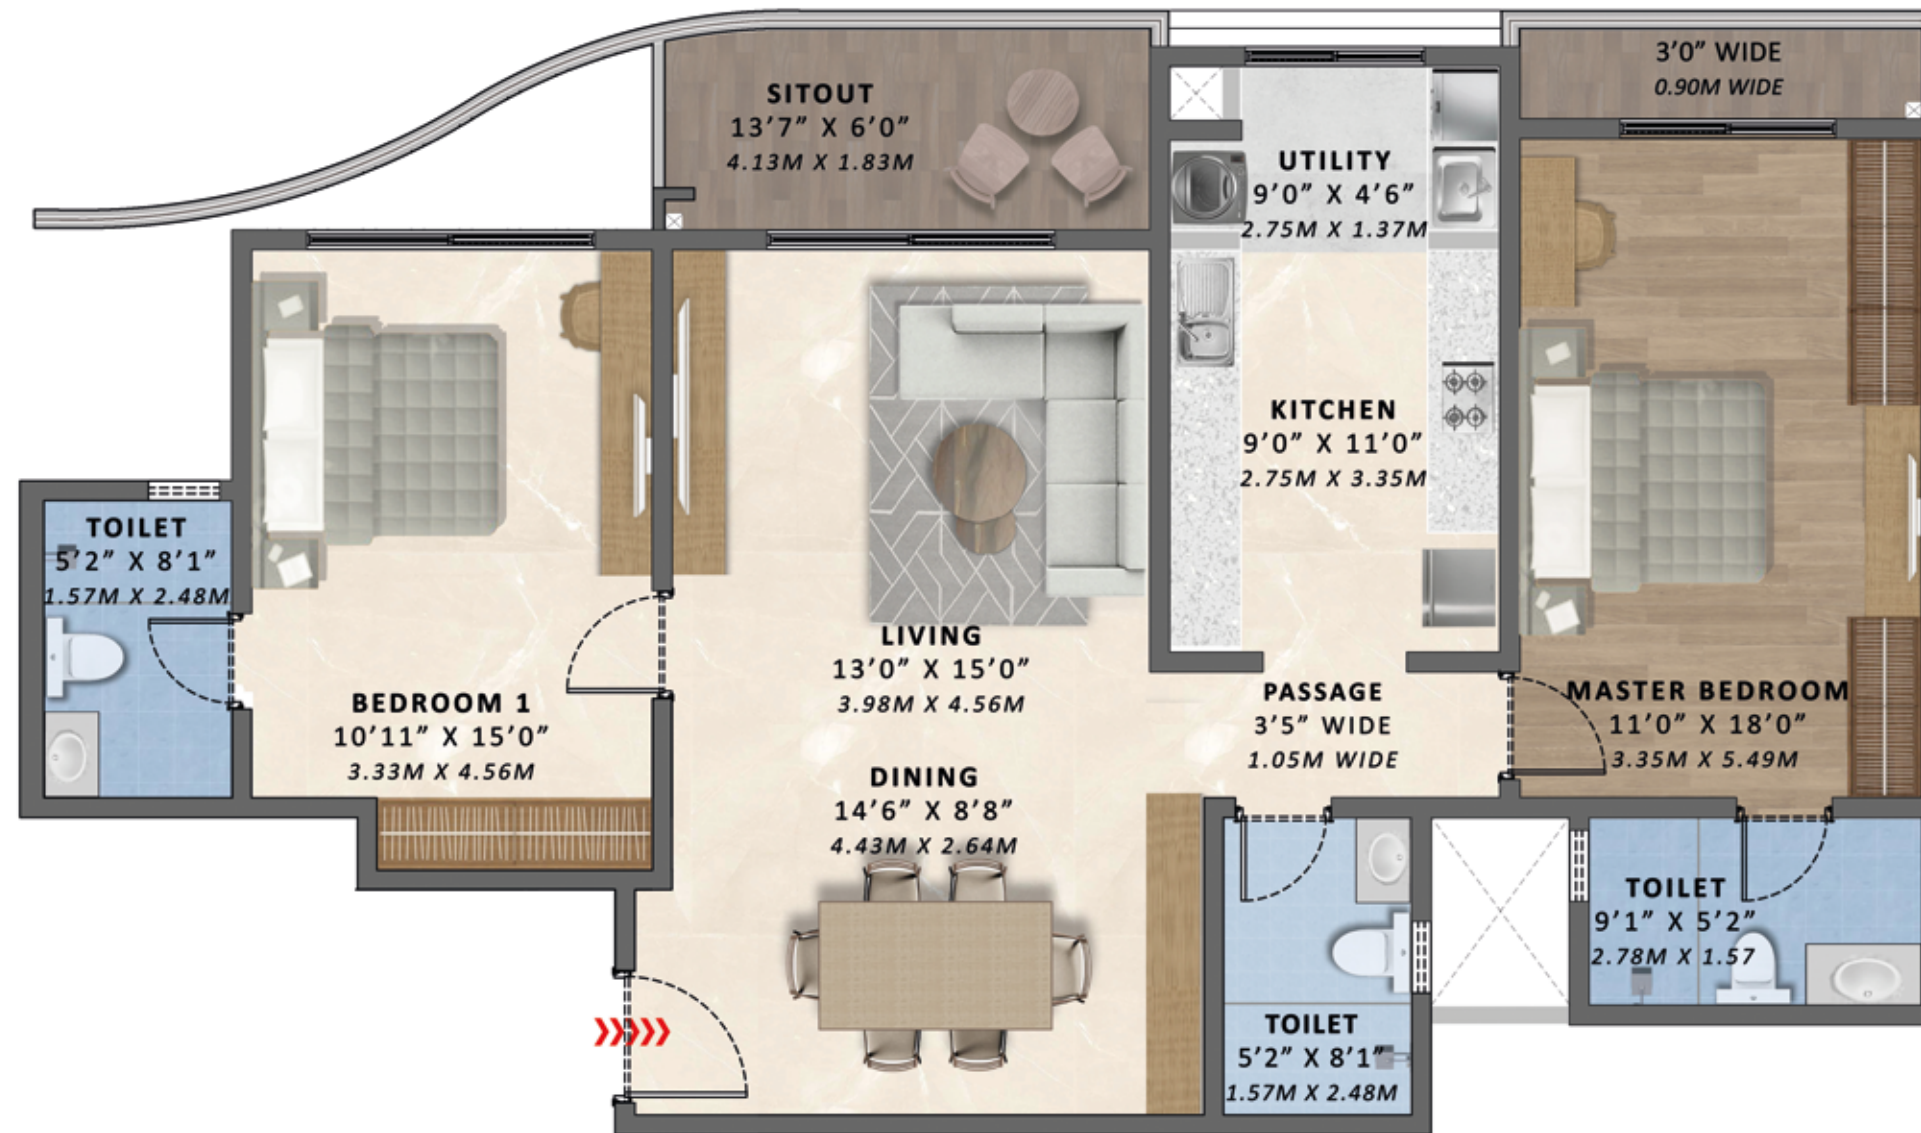 SITOUT
13’7” X 6’0”
4.13M X 1.83M
3’0” WIDE
0.90M WIDE
UTILITY
9’0” X 4’6”
2.75M X 1.37M
KITCHEN
9’0” X 11’0”
2.75M X 3.35M
TOILET
5’2” X 8’1”
1.57M X 2.48M
LIVING
13’0” X 15’0”
3.98M X 4.56M
BEDROOM 1
10’11” X 15’0”
3.33M X 4.56M
PASSAGE
3’5” WIDE
1.05M WIDE
MASTER BEDROOM
11’0” X 18’0”
3.35M X 5.49M
DINING
14’6” X 8’8”
4.43M X 2.64M
TOILET
9’1” X 5’2”
2.78M X 1.57
TOILET
5’2” X 8’1”
1.57M X 2.48M